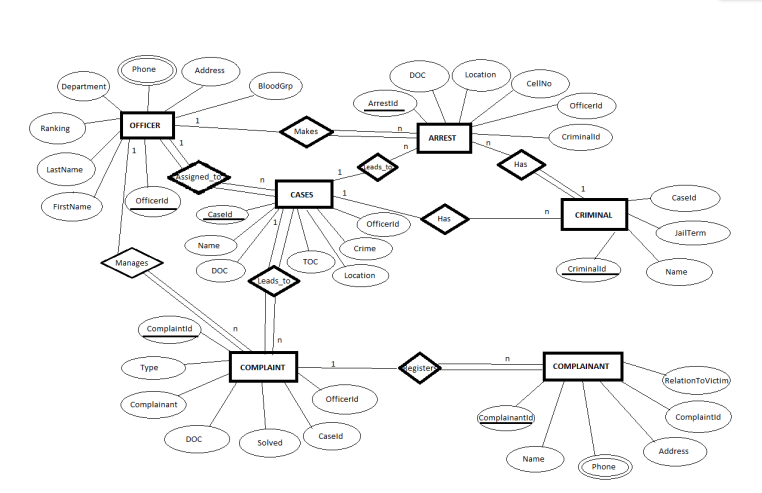 Phone
Address
Department
BloodGrp
Ranking
OFFICER
1
LastName
1
1
FirstName
OfficerId
Makes
n
DOC
Location
CellNo
ArrestId
OfficerId
CriminalId
ARREST
n
n
Has
1
Leads_to
1
Assigned_to
n
CASES
1
Has
n
CRIMINAL
CaseId
JailTerm
Name
CriminalId
CaseId
Name
DOC
1
TOC
OfficerId
Crime
Location
Manages
Leads_to
n
n
ComplaintId
Type
Complainant
COMPLAINT
DOC
Solved
CaseId
OfficerId
1
Registers
n
COMPLAINANT
RelationToVictim
ComplainantId
ComplaintId
Name
Phone
Address